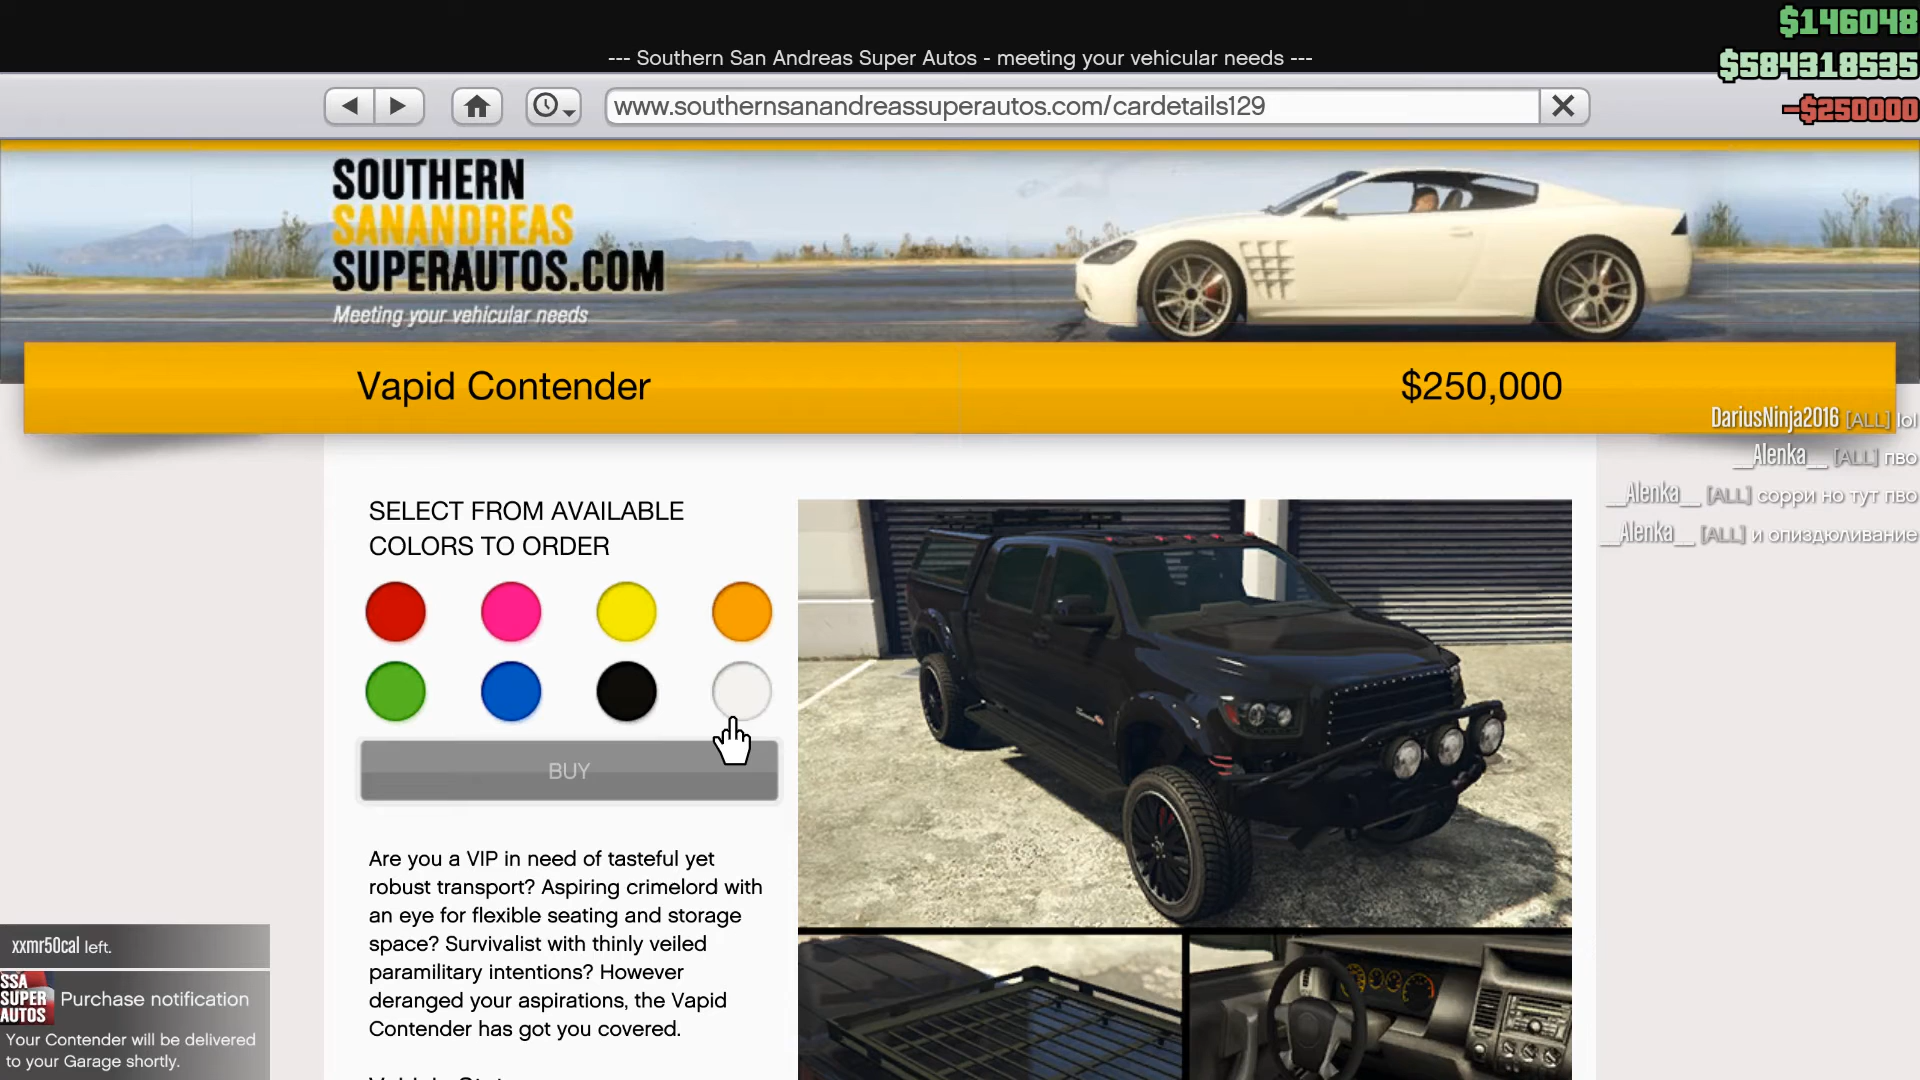 $146048
$584318535
-$250000
--- Southern San Andreas Super Autos - meeting your vehicular needs ---
www.southernsanandreassuperautos.com/cardetails129
SOUTHERN
SANANDREAS
SUPERAUTOS.COM
Meeting your vehicular needs
Vapid Contender
$250,000
DariusNinja2016 [ALL] lol
__Alenka__ [ALL] пво
__Alenka__ [ALL] сорри но тут пво
__Alenka__ [ALL] и опиздюливание
SELECT FROM AVAILABLE
COLORS TO ORDER
BUY
Are you a VIP in need of tasteful yet
robust transport? Aspiring crimelord with
an eye for flexible seating and storage
space? Survivalist with thinly veiled
paramilitary intentions? However
deranged your aspirations, the Vapid
Contender has got you covered.
xxmr50cal left.
SSA
SUPER
AUTOS
Purchase notification
Your Contender will be delivered
to your Garage shortly.